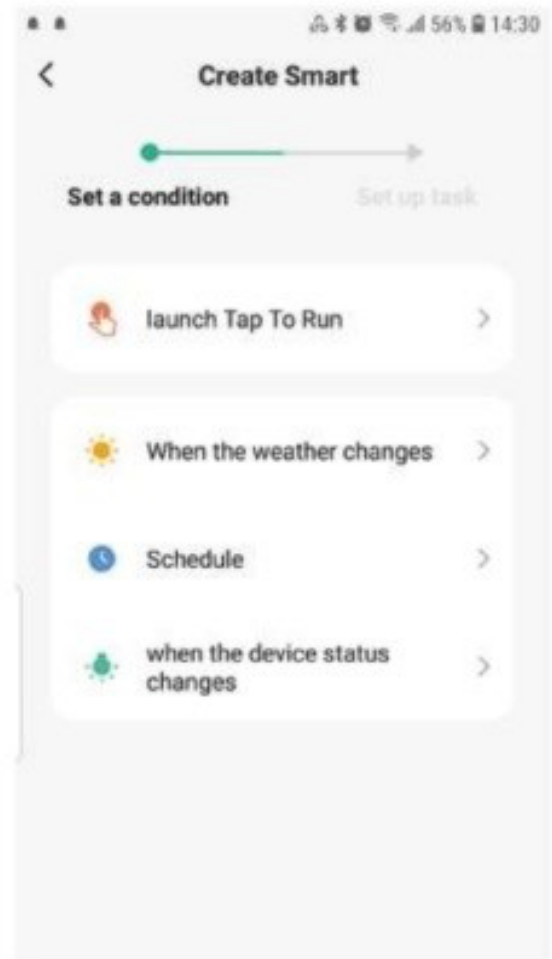 56% 14:30
Create Smart
Set a condition Set up task
launch Tap To Run
When the weather changes
Schedule
when the device status
changes